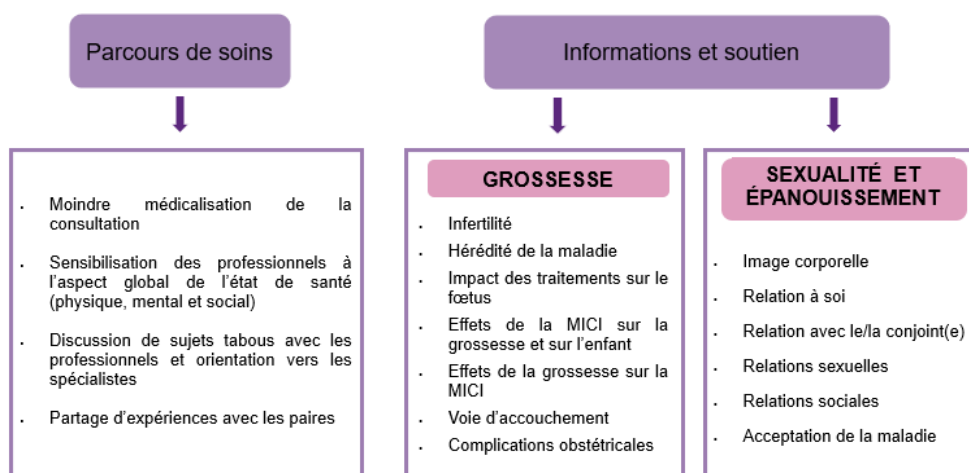 Parcours de soins
Informations et soutien
. Moindre médicalisation de la
consultation
. Sensibilisation des professionnels à
l'aspect global de l'état de santé
(physique, mental et social)
. Discussion de sujets tabous avec les
professionnels et orientation vers les
spécialistes
. Partage d'expériences avec les paires
GROSSESSE
. Infertilité
. Hérédité de la maladie
. Impact des traitements sur le
fœtus
. Effets de la MICI sur la
grossesse et sur l'enfant
. Effets de la grossesse sur la
MICI
. Voie d'accouchement
. Complications obstétricales
SEXUALITÉ ET
ÉPANOUISSEMENT
. Image corporelle
. Relation à soi
. Relation avec le/la conjoint(e)
. Relations sexuelles
. Relations sociales
. Acceptation de la maladie